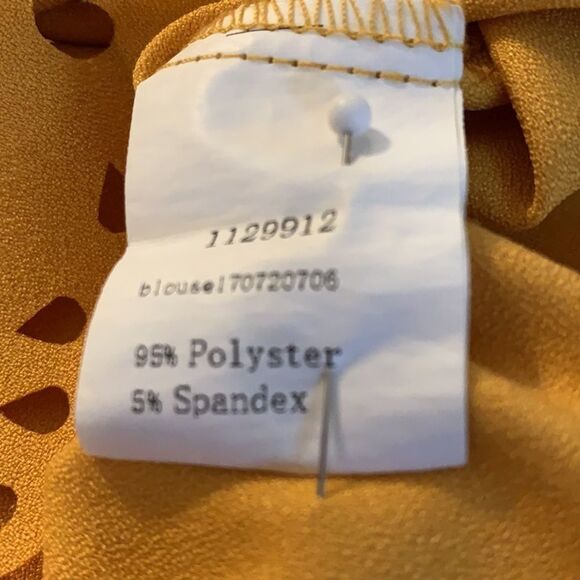 1129912
blouse170720706
95% Polyster
5% Spandex